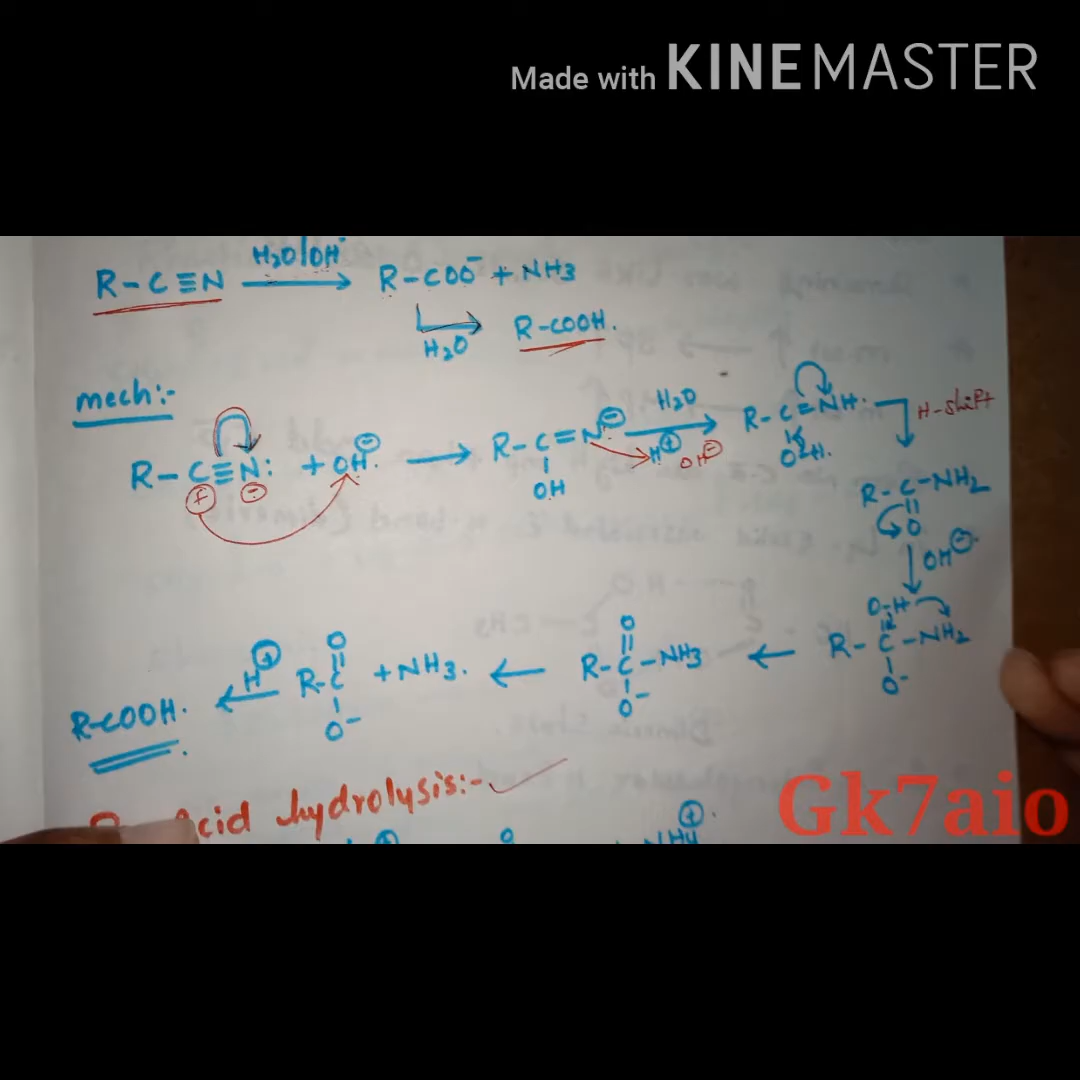 Made with KINEMASTER
R-C≡N H2O/OH⁻ → R-COO⁻ + NH3
H2O → R-COOH.
mech:-
R-C≡N: + OH⊖ → R-C=N⊖ H2O → R-C=NH. H-shift
⊕ ⊖ OH H⊕ OH⊖ O-H.
R-C-NH2
O
↓ OH⊖
O-H
R-C-NH2
O⁻
O
← R-C-NH3 ←
O⁻
O
R-COOH. ← H⊕ R-C + NH3.
O⁻
Acid hydrolysis:- ✓
⊕ O NH4⊕.
Gk7aio